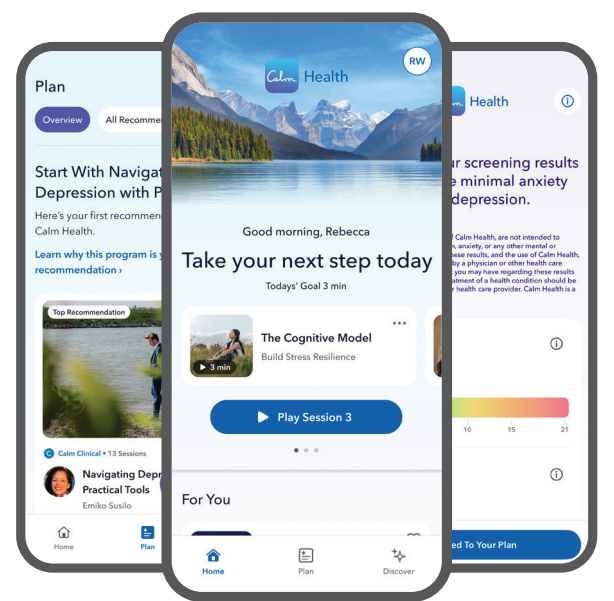 Plan
Overview
All Recomme
Start With Navigat
Depression with P
Here's your first recommen
Calm Health.
Learn why this program is y
recommendation ›
Top Recommendation
C Calm Clinical • 13 Sessions
Navigating Depr
Practical Tools
Emiko Susilo
Home
Plan
Calm Health
RW
Good morning, Rebecca
Take your next step today
Todays' Goal 3 min
3 min
The Cognitive Model
Build Stress Resilience
Play Session 3
For You
Home
Plan
Discover
Health
r screening results
minimal anxiety
depression.
f Calm Health, are not intended to
n, anxiety, or any other mental or
hese results, and the use of Calm Health,
by a physician or other health care
you may have regarding these results
atment of a health condition should be
r health care provider. Calm Health is a
10
15
21
ed To Your Plan